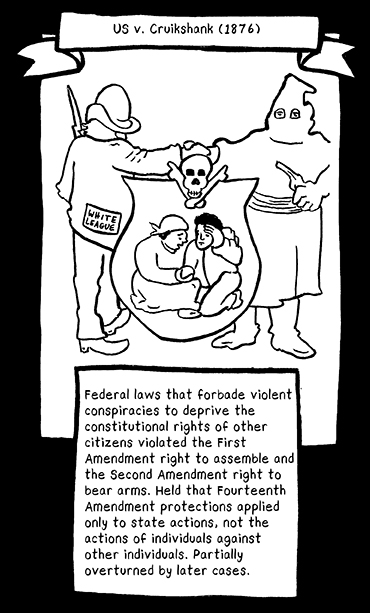 US v. Cruikshank (1876)
WHITE
LEAGUE
Federal laws that forbade violent
conspiracies to deprive the
constitutional rights of other
citizens violated the First
Amendment right to assemble and
the Second Amendment right to
bear arms. Held that Fourteenth
Amendment protections applied
only to state actions, not the
actions of individuals against
other individuals. Partially
overturned by later cases.